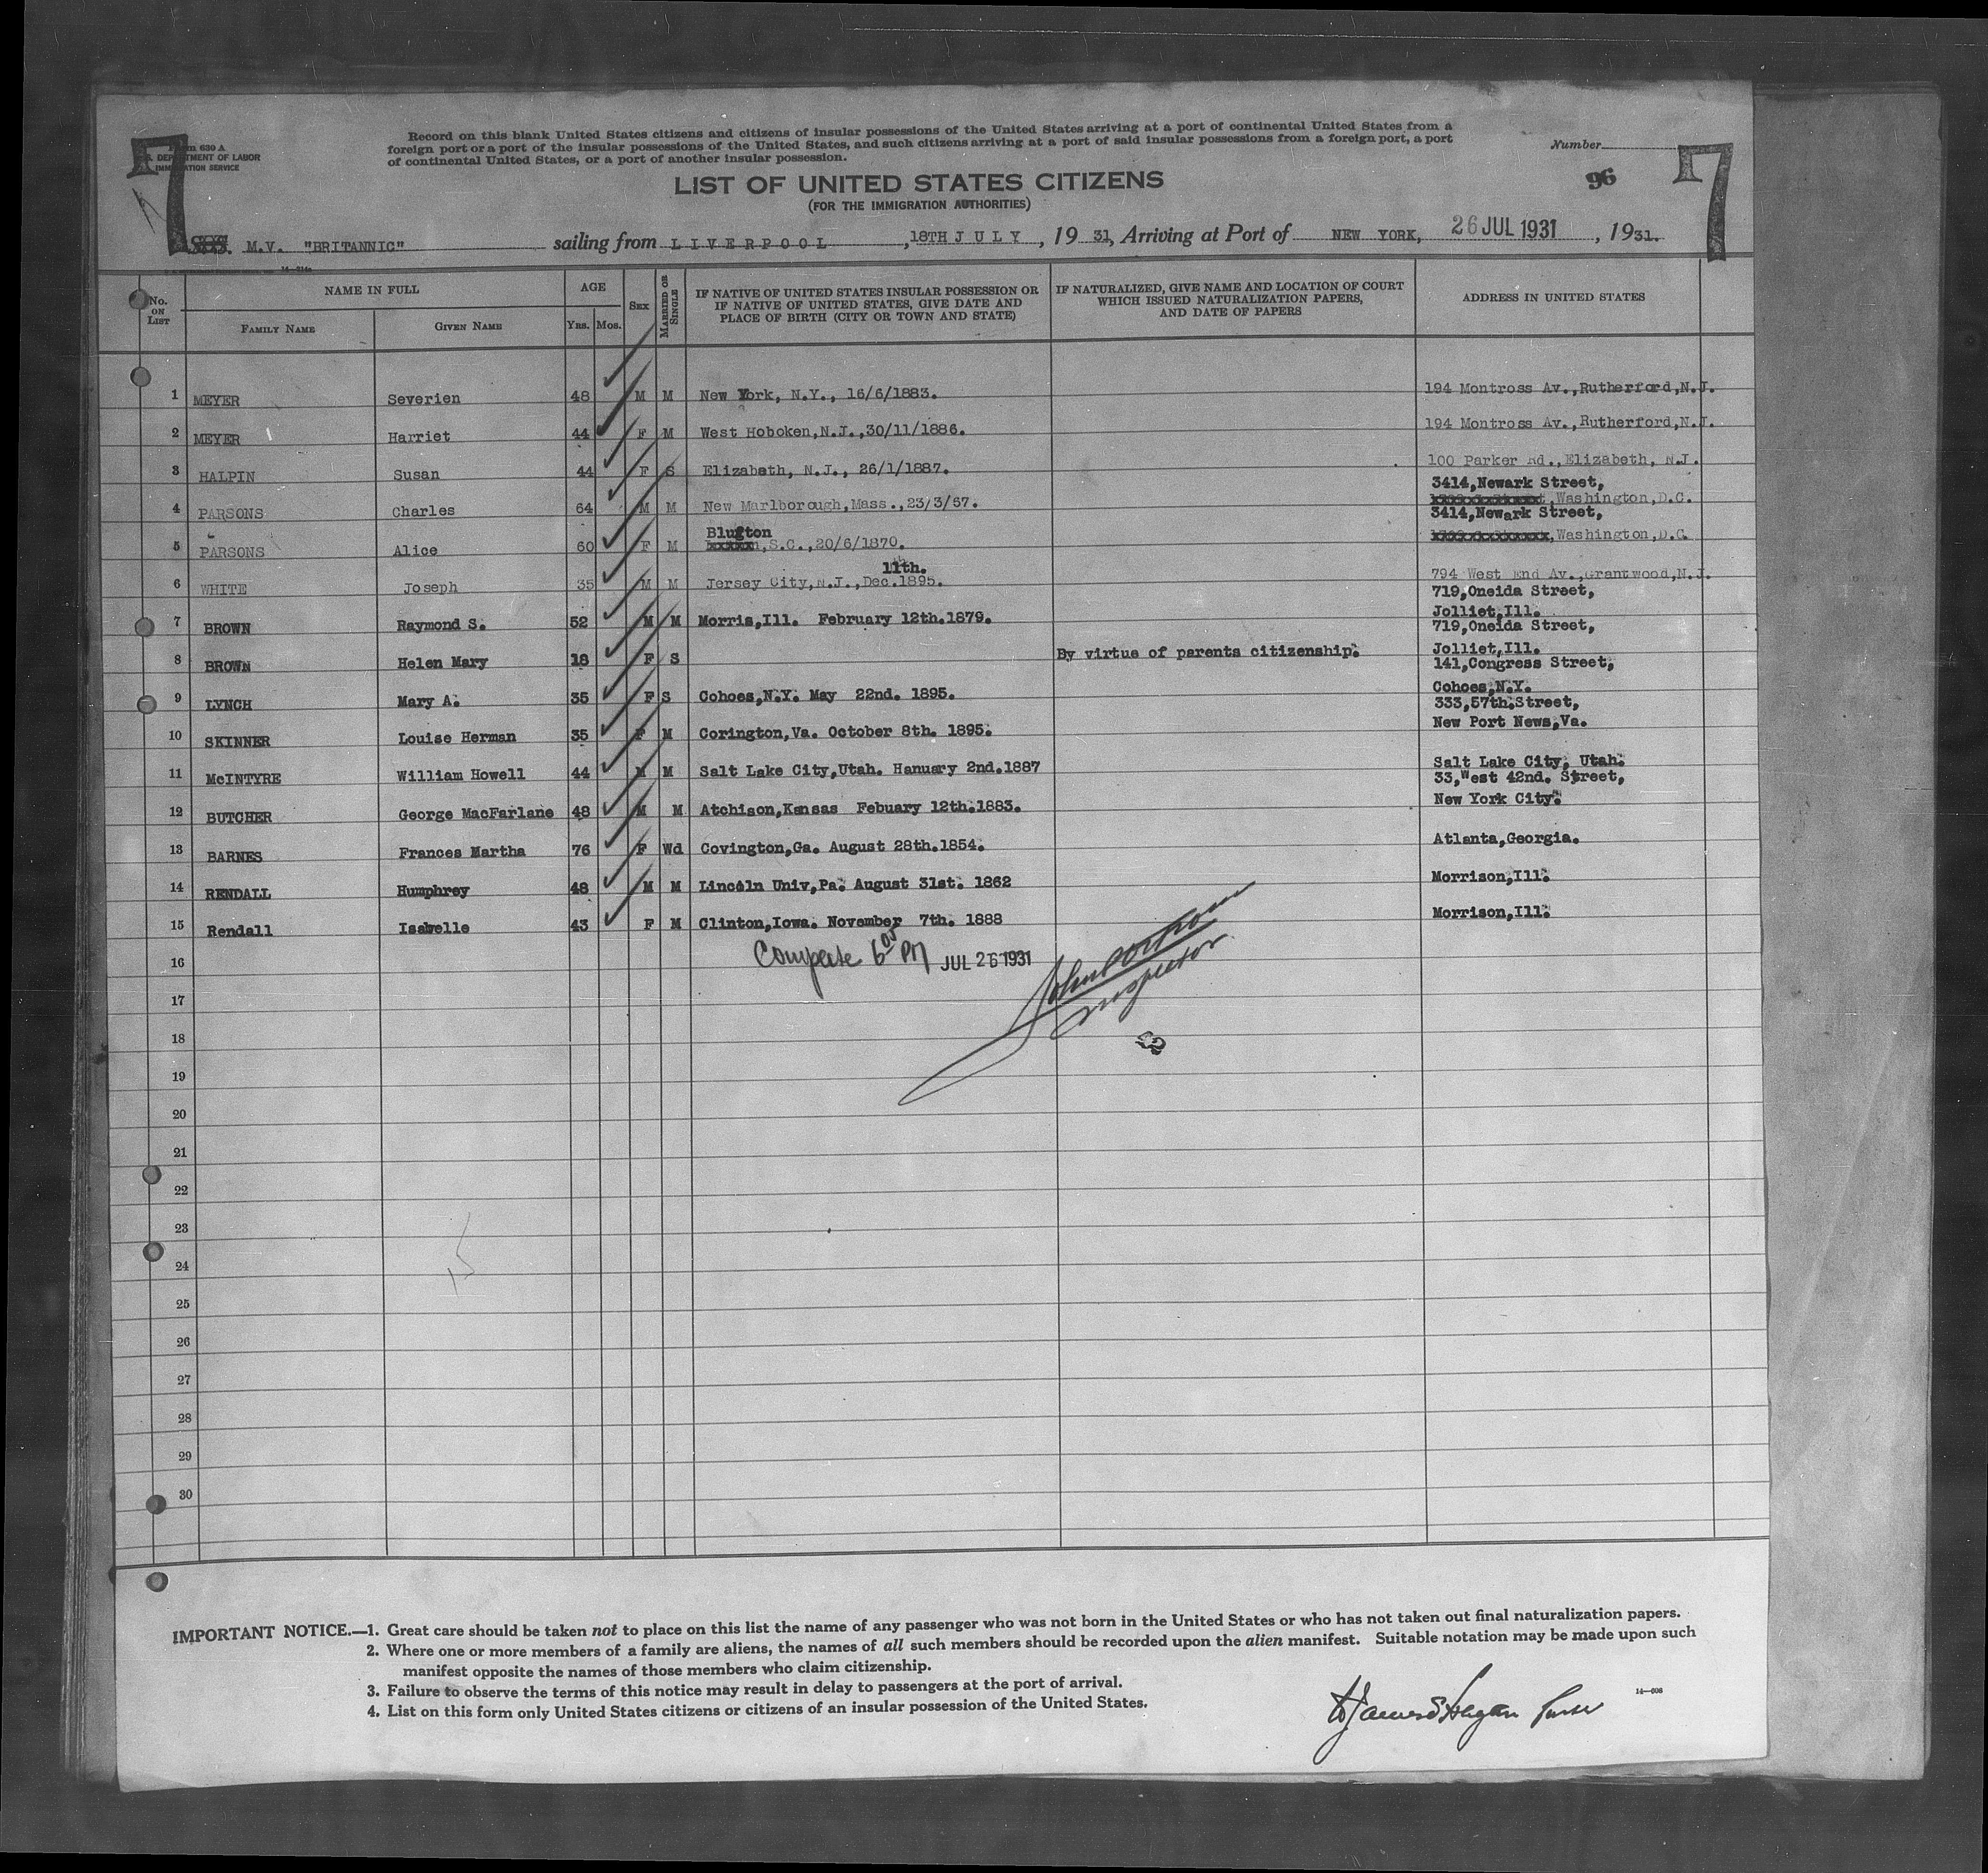 Form 630 A
U.S. DEPARTMENT OF LABOR
IMMIGRATION SERVICE
7
Record on this blank United States citizens and citizens of insular possessions of the United States arriving at a port of continental United States from a
foreign port or a port of the insular possessions of the United States, and such citizens arriving at a port of said insular possessions from a foreign port, a port
of continental United States, or a port of another insular possession.
Number
96
7
LIST OF UNITED STATES CITIZENS
(FOR THE IMMIGRATION AUTHORITIES)
M.V. "BRITANNIC" sailing from LIVERPOOL, 18TH JULY, 19 31, Arriving at Port of NEW YORK, 26 JUL 1931, 1931.
No. ON LIST
NAME IN FULL
FAMILY NAME
GIVEN NAME
AGE
YRS. MOS.
SEX
MARRIED OR SINGLE
IF NATIVE OF UNITED STATES INSULAR POSSESSION OR
IF NATIVE OF UNITED STATES, GIVE DATE AND
PLACE OF BIRTH (CITY OR TOWN AND STATE)
IF NATURALIZED, GIVE NAME AND LOCATION OF COURT
WHICH ISSUED NATURALIZATION PAPERS,
AND DATE OF PAPERS
ADDRESS IN UNITED STATES
1 MEYER Severien 48 M M New York, N.Y., 16/6/1883. 194 Montross Av.,Rutherford,N.J.
2 MEYER Harriet 44 F M West Hoboken,N.J.,30/11/1886. 194 Montross Av.,Rutherford,N.J.
3 HALPIN Susan 44 F S Elizabeth, N.J., 26/1/1887. 100 Parker Rd.,Elizabeth, N.J.
3414,Newark Street,
4 PARSONS Charles 64 M M New Marlborough,Mass.,23/3/57. ,Washington,D.C.
Blufton 3414,Newark Street,
5 PARSONS Alice 60 F M ,S.C.,20/6/1870. ,Washington,D.C.
11th.
6 WHITE Joseph 35 M M Jersey City,N.J.,Dec.1895. 794 West End Av.,Grantwood,N.J.
719,Oneida Street,
7 BROWN Raymond S. 52 M M Morris,Ill. February 12th.1879. Jolliet,Ill.
719,Oneida Street,
8 BROWN Helen Mary 18 F S By virtue of parents citizenship. Jolliet,Ill.
141,Congress Street,
9 LYNCH Mary A. 35 F S Cohoes,N.Y. May 22nd. 1895. Cohoes,N.Y.
333,57th.Street,
10 SKINNER Louise Herman 35 F M Corington,Va. October 8th. 1895. New Port News,Va.
11 McINTYRE William Howell 44 M M Salt Lake City,Utah. Hanuary 2nd.1887 Salt Lake City, Utah.
33,West 42nd. Street,
12 BUTCHER George MacFarlane 48 M M Atchison,Kansas Febuary 12th.1883. New York City.
13 BARNES Frances Martha 76 F Wd Covington,Ga. August 28th.1854. Atlanta,Georgia.
14 RENDALL Humphrey 48 M M Lincoln Univ,Pa. August 31st. 1862 Morrison,Ill.
15 Rendall Isabelle 43 F M Clinton,Iowa. November 7th. 1888 Morrison,Ill.
Complete 6 05 PM JUL 26 1931
Inspector
16
17
18
19
20
21
22
23
15
24
25
26
27
28
29
30
IMPORTANT NOTICE.—1. Great care should be taken not to place on this list the name of any passenger who was not born in the United States or who has not taken out final naturalization papers.
2. Where one or more members of a family are aliens, the names of all such members should be recorded upon the alien manifest. Suitable notation may be made upon such
manifest opposite the names of those members who claim citizenship.
3. Failure to observe the terms of this notice may result in delay to passengers at the port of arrival.
4. List on this form only United States citizens or citizens of an insular possession of the United States.
14—608